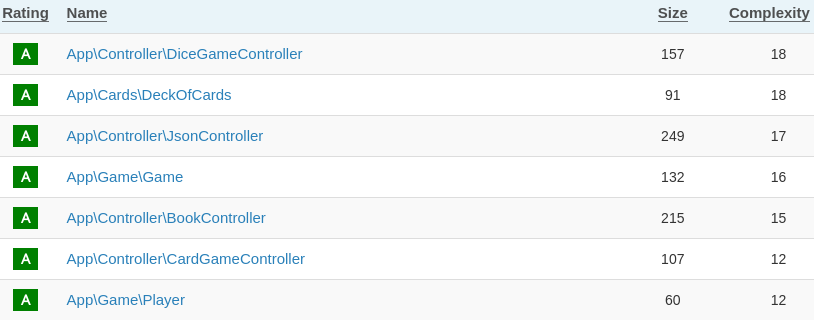 Rating Name Size Complexity
A App\Controller\DiceGameController 157 18
A App\Cards\DeckOfCards 91 18
A App\Controller\JsonController 249 17
A App\Game\Game 132 16
A App\Controller\BookController 215 15
A App\Controller\CardGameController 107 12
A App\Game\Player 60 12